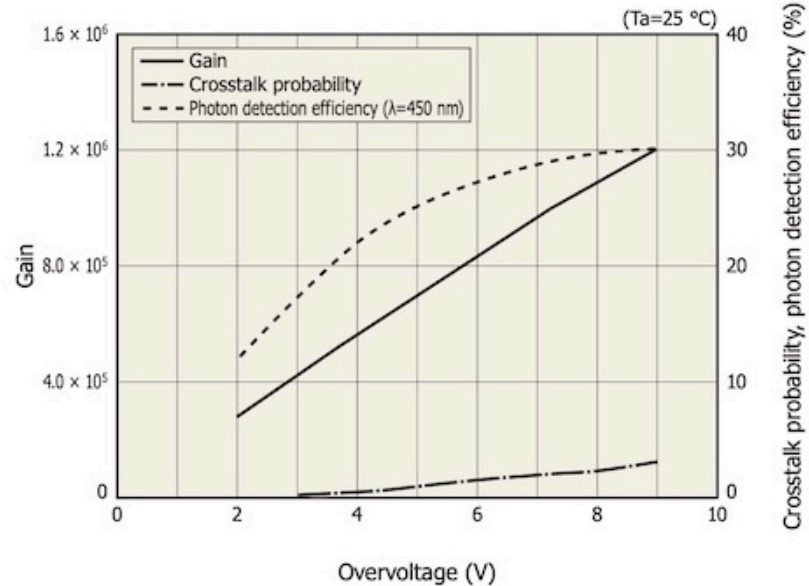 (Ta=25 °C)
1.6 × 10⁶
1.2 × 10⁶
8.0 × 10⁵
4.0 × 10⁵
0
Gain
Gain
Crosstalk probability
Photon detection efficiency (λ=450 nm)
40
30
20
10
0
Crosstalk probability, photon detection efficiency (%)
0 2 4 6 8 10
Overvoltage (V)